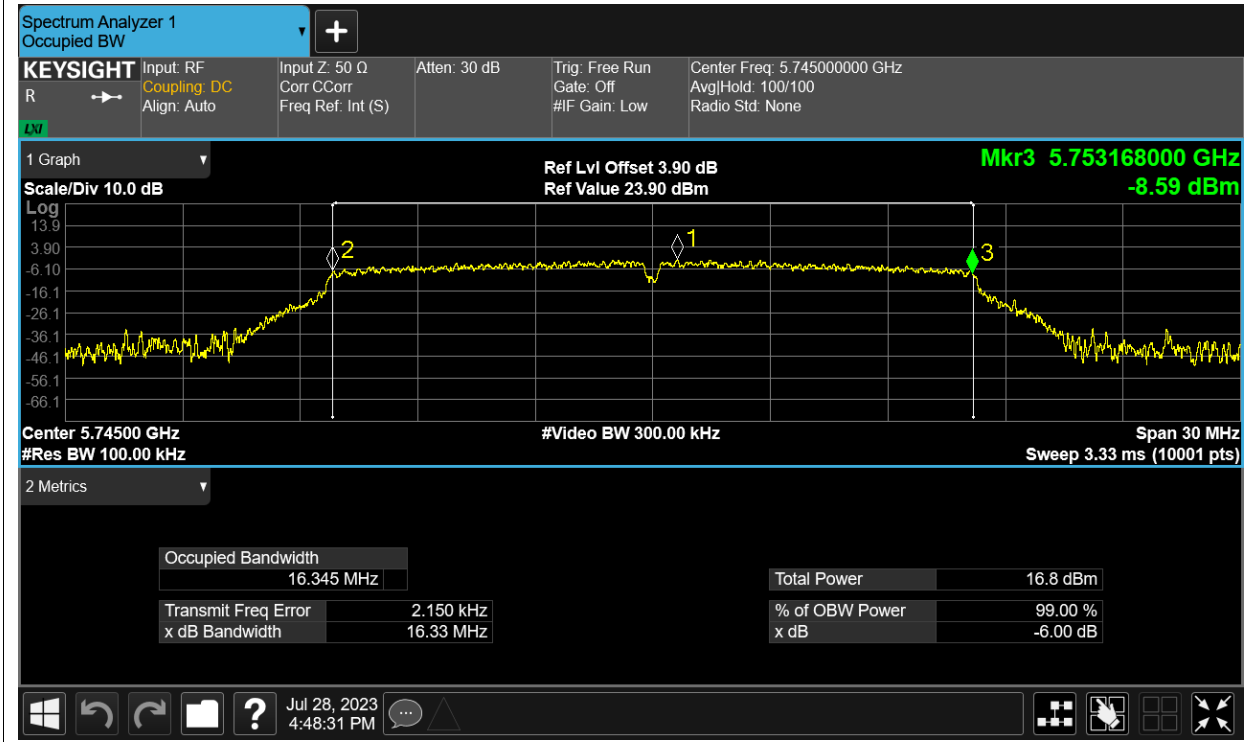 Spectrum Analyzer 1
Occupied BW
KEYSIGHT
R
LXI
Input: RF
Coupling: DC
Align: Auto
Input Z: 50 Ω
Corr CCorr
Freq Ref: Int (S)
Atten: 30 dB
Trig: Free Run
Gate: Off
#IF Gain: Low
Center Freq: 5.745000000 GHz
Avg|Hold: 100/100
Radio Std: None
1 Graph
Scale/Div 10.0 dB
Ref Lvl Offset 3.90 dB
Ref Value 23.90 dBm
Mkr3 5.753168000 GHz
-8.59 dBm
Log
13.9
3.90
-6.10
-16.1
-26.1
-36.1
-46.1
-56.1
-66.1
2
1
3
Center 5.74500 GHz
#Res BW 100.00 kHz
#Video BW 300.00 kHz
Span 30 MHz
Sweep 3.33 ms (10001 pts)
2 Metrics
Occupied Bandwidth
16.345 MHz
Transmit Freq Error 2.150 kHz
x dB Bandwidth 16.33 MHz
Total Power 16.8 dBm
% of OBW Power 99.00 %
x dB -6.00 dB
?
Jul 28, 2023
4:48:31 PM